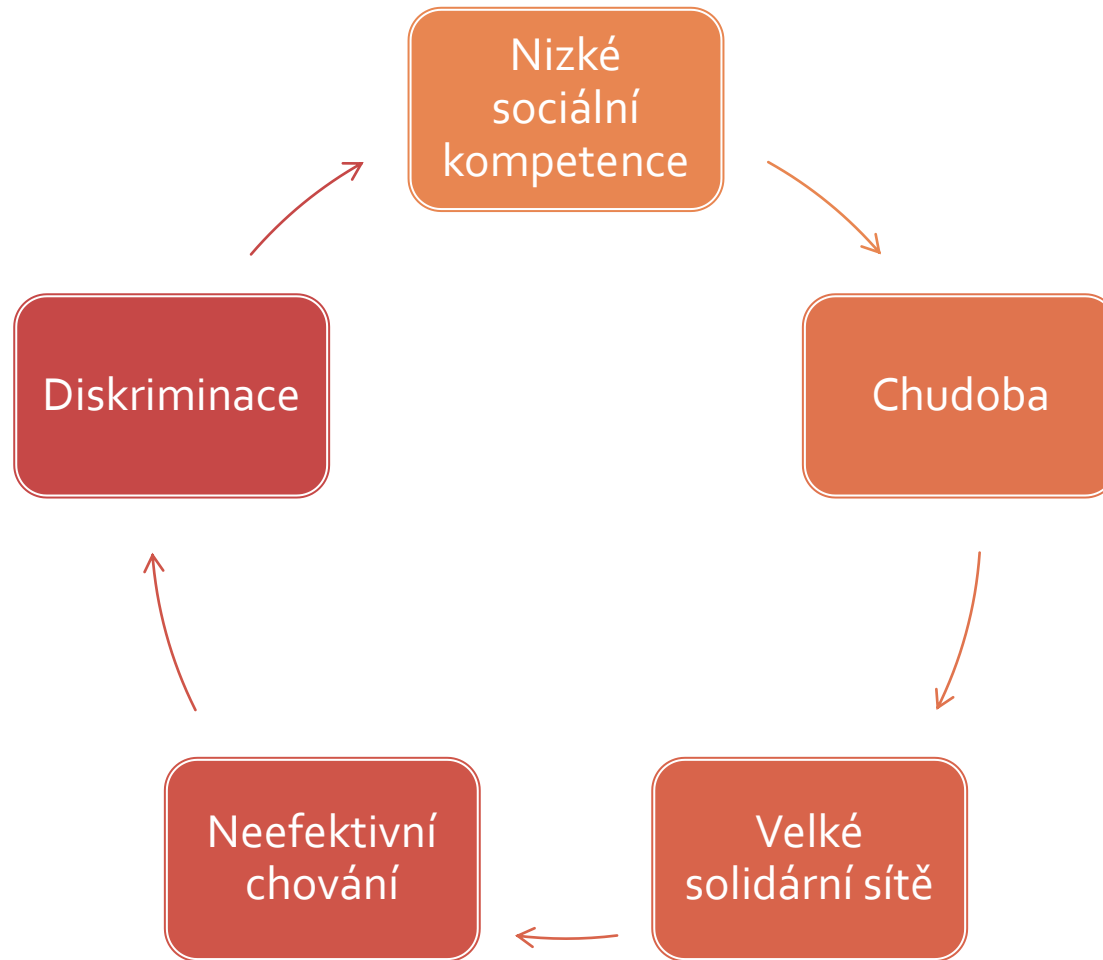 Nizké
sociální
kompetence
Chudoba
Velké
solidární sítě
Neefektivní
chování
Diskriminace